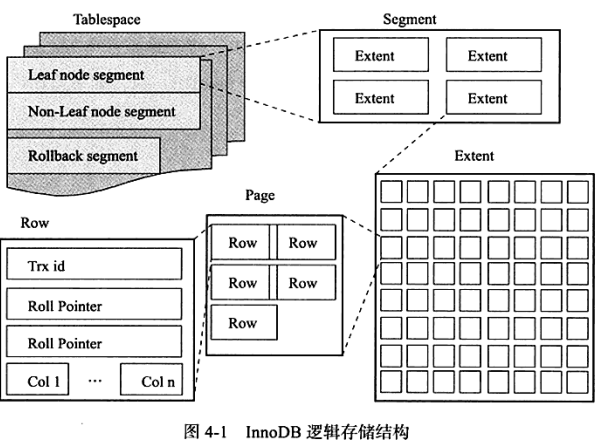 Tablespace
Leaf node segment
Non-Leaf node segment
Rollback segment
Segment
Extent Extent
Extent Extent
Extent
Page
Row Row
Row Row
Row
Row
Trx id
Roll Pointer
Roll Pointer
Col 1 … Col n
图 4-1 InnoDB 逻辑存储结构